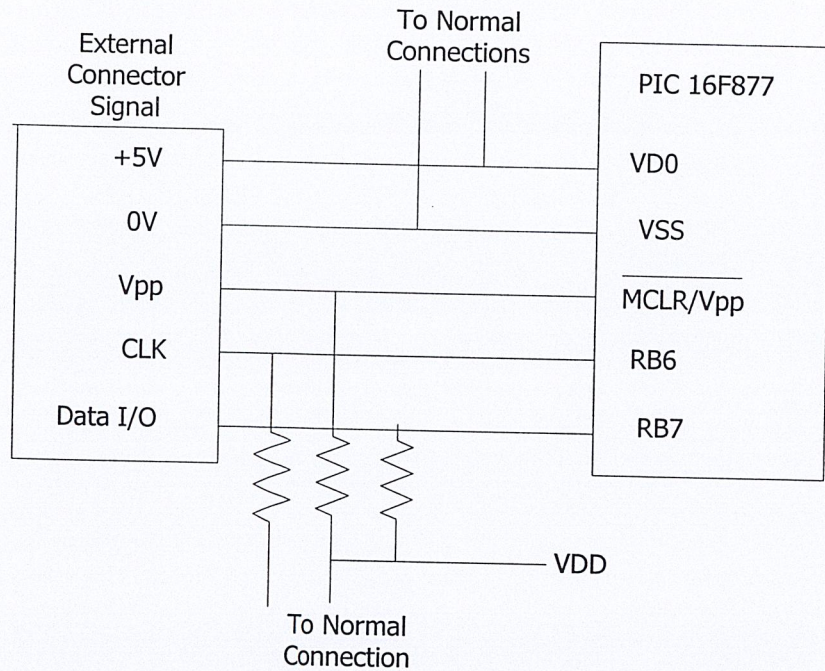 To Normal
Connections
External
Connector
Signal
PIC 16F877
+5V
VD0
0V
VSS
Vpp
MCLR/Vpp
CLK
RB6
Data I/O
RB7
VDD
To Normal
Connection